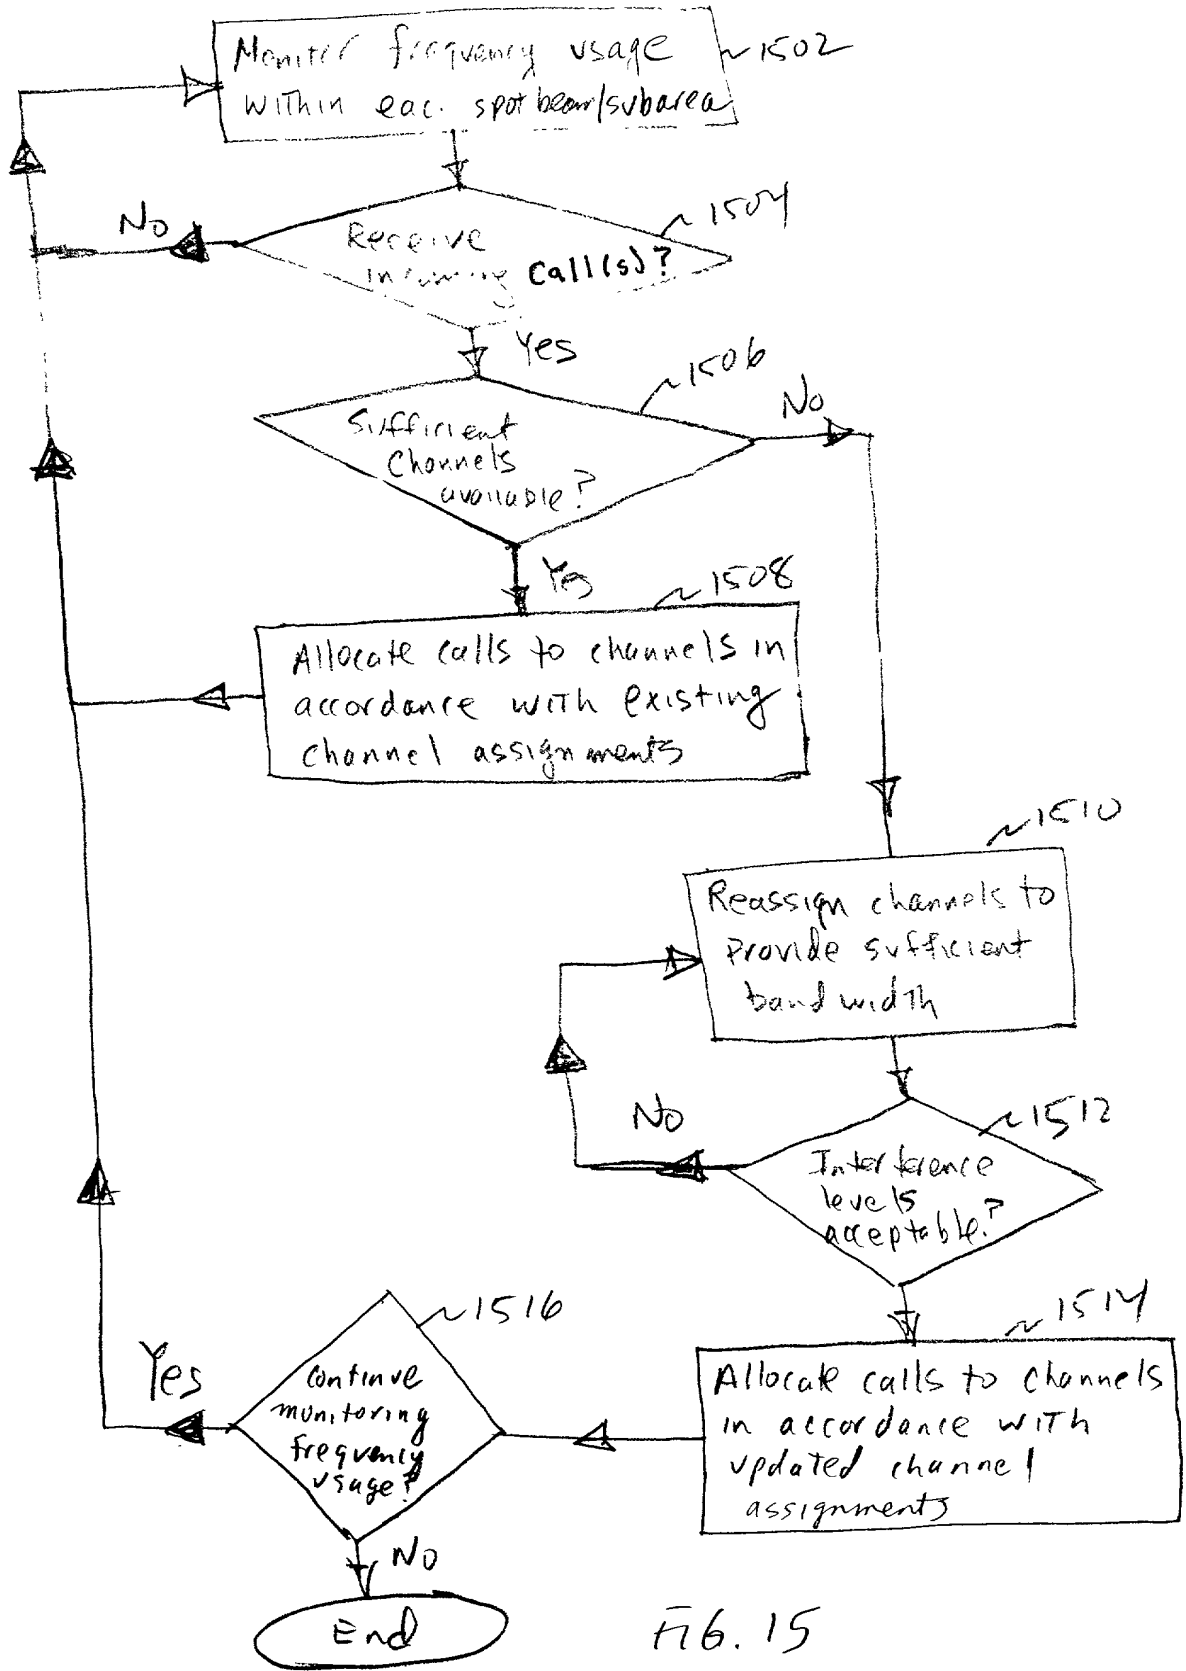 Monitor frequency usage
within eac. spotbeam/subarea
~1502
No
~1504
Receive
incoming call(s)?
Yes
~1506
No
Sufficient
channels
available?
Yes
~1508
Allocate calls to channels in
accordance with existing
channel assignments
~1510
Reassign channels to
provide sufficient
bandwidth
No
~1512
Interference
levels
acceptable?
~1514
Allocate calls to channels
in accordance with
updated channel
assignments
~1516
Yes
continue
monitoring
frequency
usage?
No
End
FIG. 15